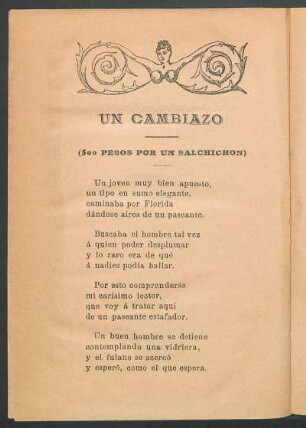 UN CAMBIAZO
(500 PESOS POR UN SALCHICHON)
Un joven muy bien apuesto,
un tipo en sumo elegante,
caminaba por Florida
dándose aires de un paseante.
Buscaba el hombre tal vez
á quien poder desplumar
y lo raro era de qué
á nadies podía hallar.
Por esto comprenderás
mi carísimo lector,
que voy á tratar aquí
de un paseante estafador.
Un buen hombre se detiene
contemplando una vidriera,
y el fulano se acercó
y esperó, como el que espera.